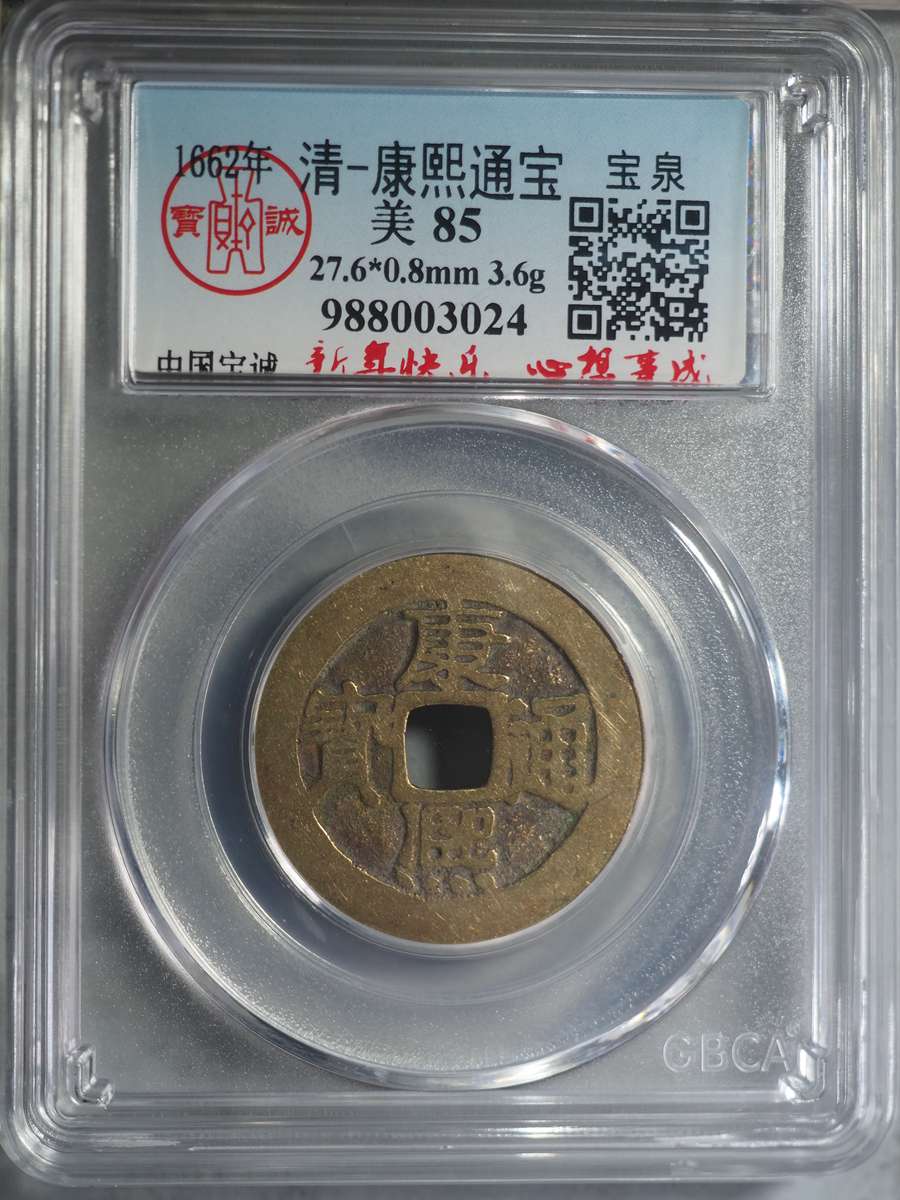 1662年 清-康熙通宝 宝泉
寶 誠
美 85
27.6*0.8mm 3.6g
988003024
中国宝诚 新年快乐 心想事成
康
寶 通
熙
GBCA